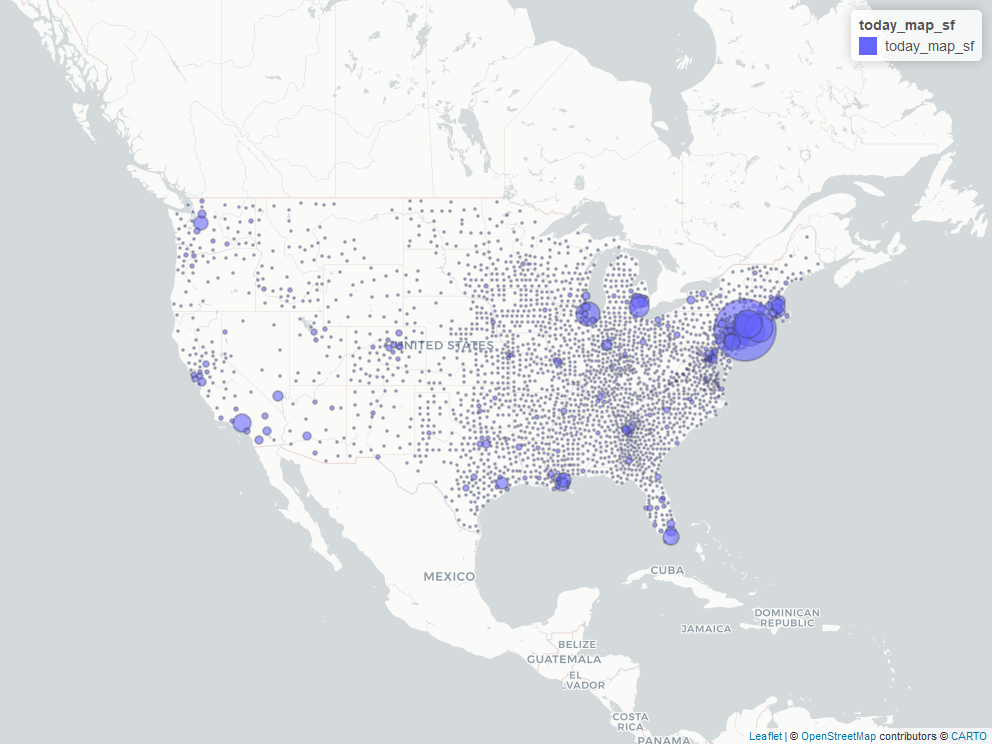 today_map_sf
today_map_sf
UNITED STATES
MEXICO
CUBA
DOMINICAN
REPUBLIC
JAMAICA
BELIZE
GUATEMALA
EL
.VADOR
COSTA
RICA
PANAMA
Leaflet | © OpenStreetMap contributors © CARTO